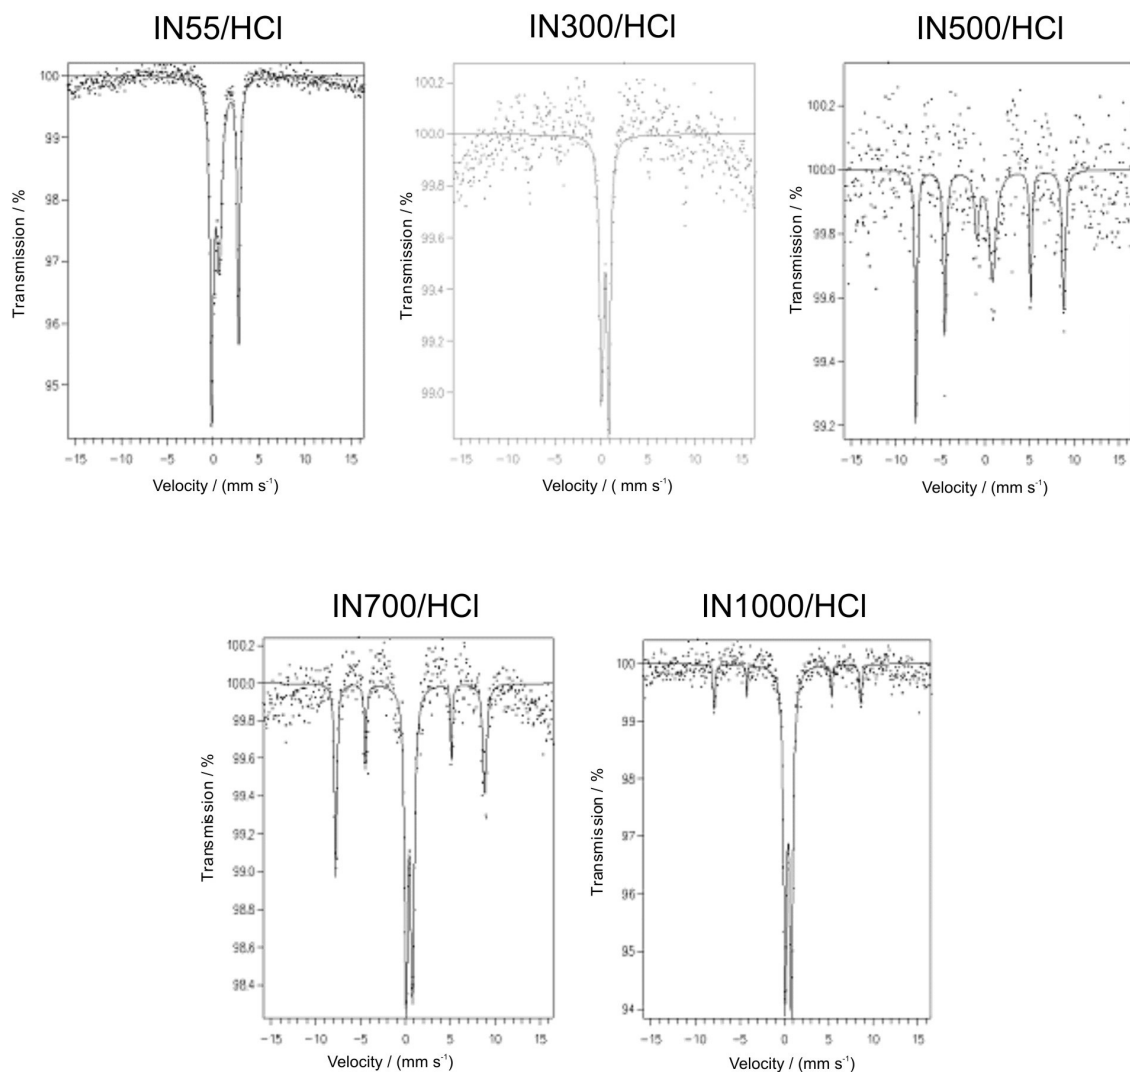 IN55/HCl
IN300/HCl
IN500/HCl
100
99
98
97
96
95
Transmission / %
-15 -10 -5 0 5 10 15
Velocity / (mm s⁻¹)
100.2
100.0
99.8
99.6
99.4
99.2
99.0
Transmission / %
-15 -10 -5 0 5 10 15
Velocity / ( mm s⁻¹)
100.2
100.0
99.8
99.6
99.4
99.2
Transmission / %
-15 -10 -5 0 5 10 15
Velocity / (mm s⁻¹)
IN700/HCl
IN1000/HCl
100.2
100.0
99.8
99.6
99.4
99.2
99.0
98.8
98.6
98.4
Transmission / %
-15 -10 -5 0 5 10 15
Velocity / (mm s⁻¹)
100
99
98
97
96
95
94
Transmission / %
-15 -10 -5 0 5 10 15
Velocity / (mm s⁻¹)